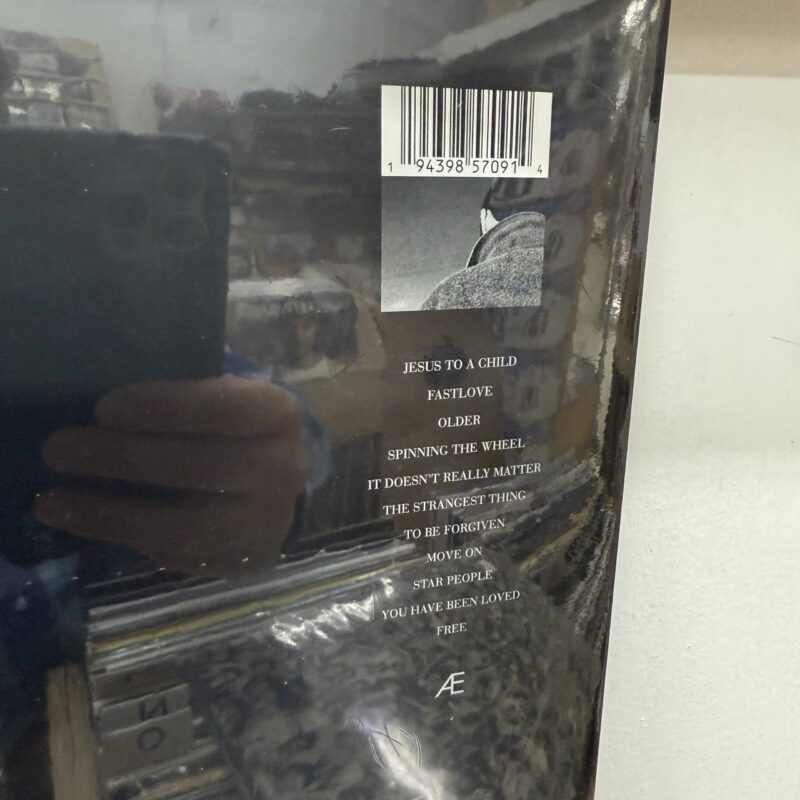 1 94398 57091 4
JESUS TO A CHILD
FASTLOVE
OLDER
SPINNING THE WHEEL
IT DOESN'T REALLY MATTER
THE STRANGEST THING
TO BE FORGIVEN
MOVE ON
STAR PEOPLE
YOU HAVE BEEN LOVED
FREE
Æ